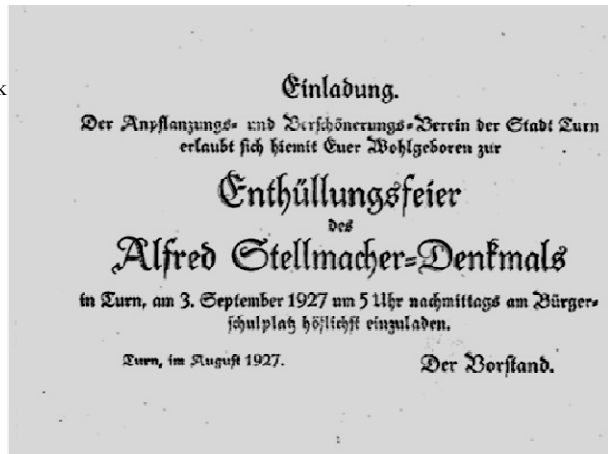 k
Einladung.
Der Anpflanzungs- und Verschönerungs-Verein der Stadt Turn
erlaubt sich hiemit Euer Wohlgeboren zur
Enthüllungsfeier
des
Alfred Stellmacher-Denkmals
in Turn, am 3. September 1927 um 5 Uhr nachmittags am Bürger-
schulplatz höflichst einzuladen.
Turn, im August 1927.
Der Vorstand.